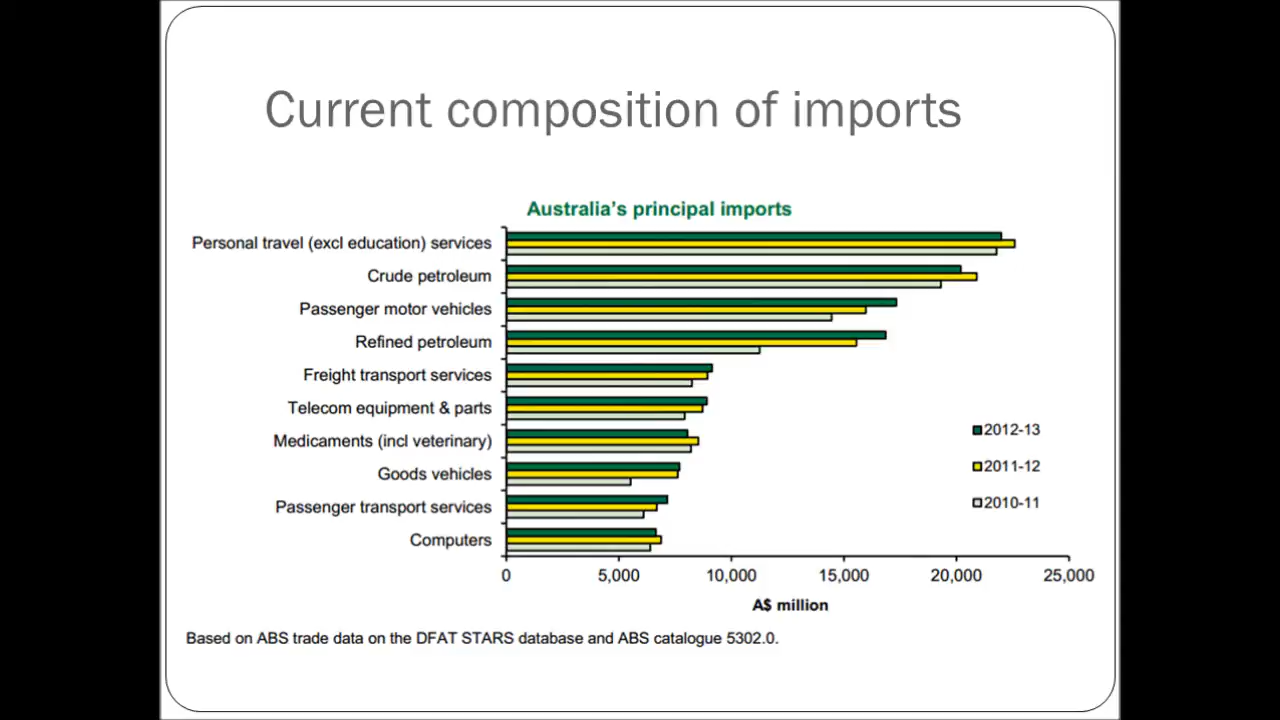 Current composition of imports
Australia's principal imports
Personal travel (excl education) services
Crude petroleum
Passenger motor vehicles
Refined petroleum
Freight transport services
Telecom equipment & parts
Medicaments (incl veterinary)
Goods vehicles
Passenger transport services
Computers
2012-13
2011-12
2010-11
0 5,000 10,000 15,000 20,000 25,000
A$ million
Based on ABS trade data on the DFAT STARS database and ABS catalogue 5302.0.